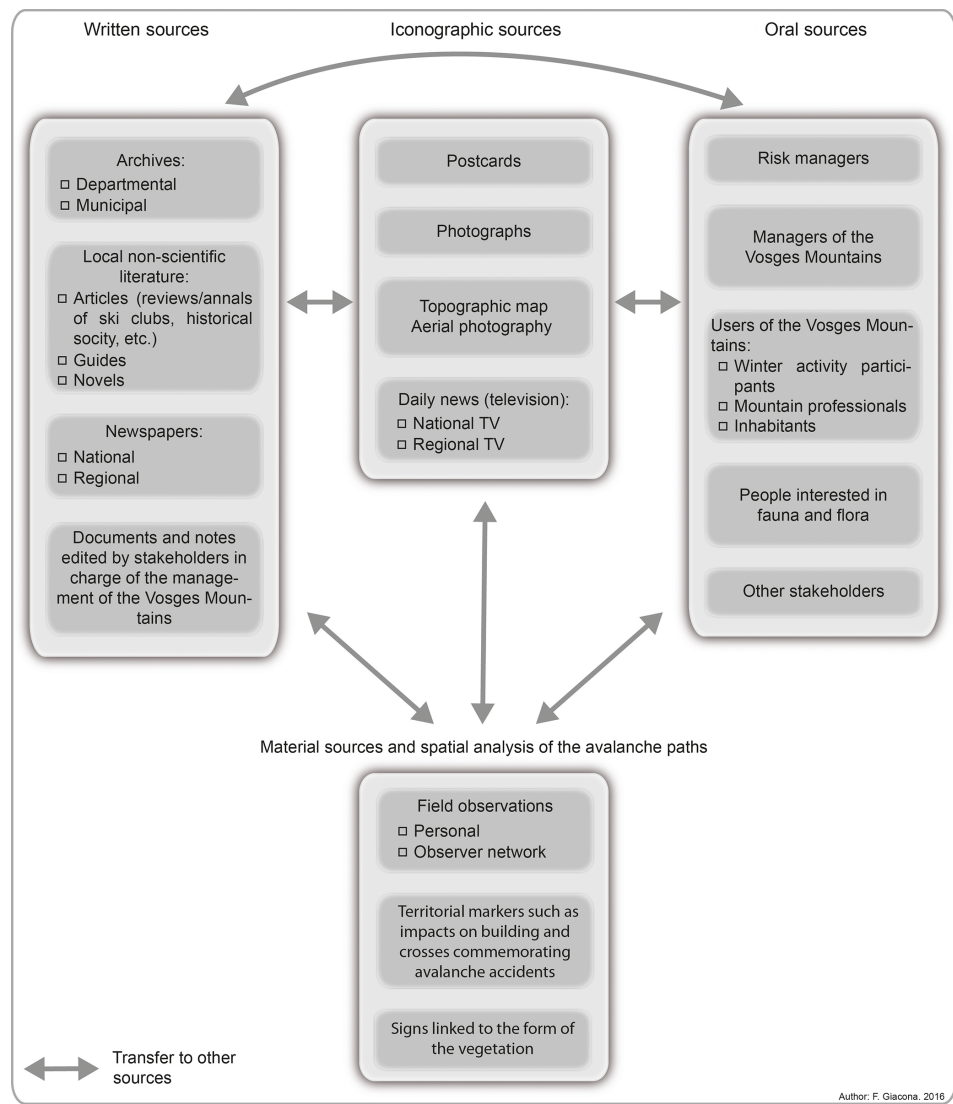 Written sources
Iconographic sources
Oral sources
Archives:
□ Departmental
□ Municipal
Local non-scientific
literature:
□ Articles (reviews/annals
of ski clubs, historical
socity, etc.)
□ Guides
□ Novels
Newspapers:
□ National
□ Regional
Documents and notes
edited by stakeholders in
charge of the manage-
ment of the Vosges Moun-
tains
Postcards
Photographs
Topographic map
Aerial photography
Daily news (television):
□ National TV
□ Regional TV
Risk managers
Managers of the
Vosges Mountains
Users of the Vosges Moun-
tains:
□ Winter activity partici-
pants
□ Mountain professionals
□ Inhabitants
People interested in
fauna and flora
Other stakeholders
Material sources and spatial analysis of the avalanche paths
Field observations
□ Personal
□ Observer network
Territorial markers such as
impacts on building and
crosses commemorating
avalanche accidents
Signs linked to the form of
the vegetation
Transfer to other
sources
Author: F. Giacona. 2016